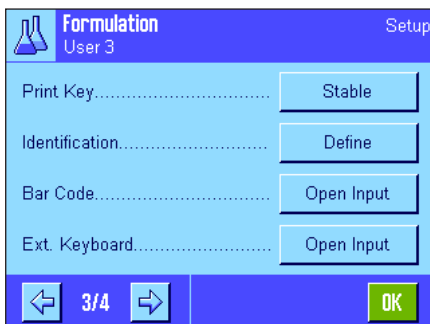 Formulation Setup
User 3
Print Key............................... Stable
Identification.......................... Define
Bar Code............................... Open Input
Ext. Keyboard........................ Open Input
3/4 OK